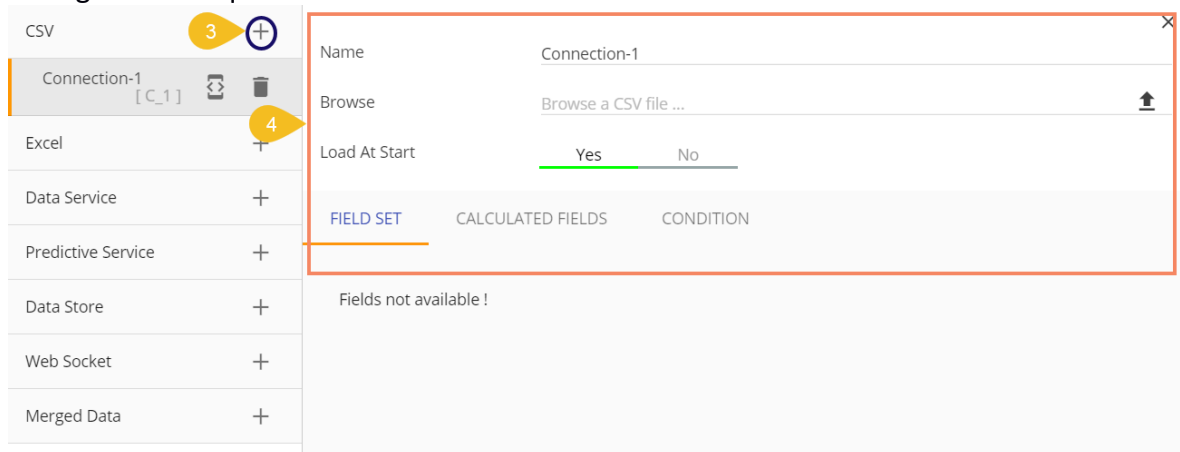 CSV
3
Connection-1
[ C_1 ]
4
Excel
Data Service
Predictive Service
Data Store
Web Socket
Merged Data
Name Connection-1
Browse Browse a CSV file ...
Load At Start Yes No
FIELD SET CALCULATED FIELDS CONDITION
Fields not available !